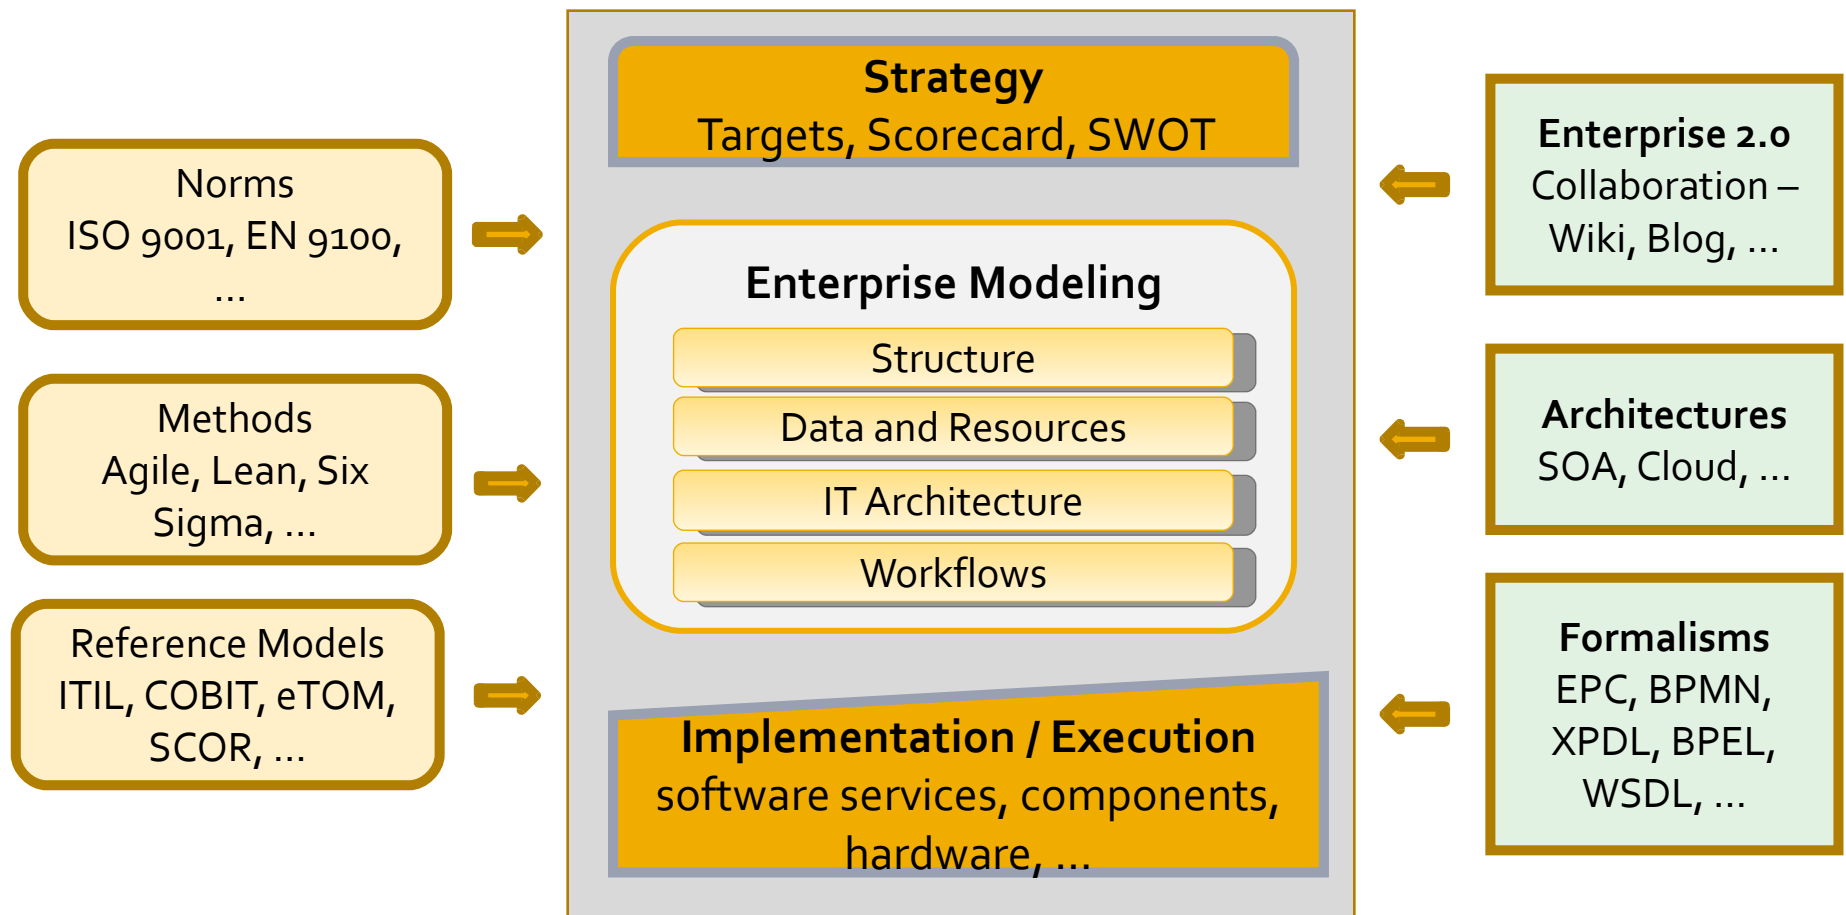 Strategy
Targets, Scorecard, SWOT
Norms
ISO 9001, EN 9100,
...
Methods
Agile, Lean, Six
Sigma, ...
Reference Models
ITIL, COBIT, eTOM,
SCOR, ...
Enterprise Modeling
Structure
Data and Resources
IT Architecture
Workflows
Implementation / Execution
software services, components,
hardware, ...
Enterprise 2.0
Collaboration –
Wiki, Blog, ...
Architectures
SOA, Cloud, ...
Formalisms
EPC, BPMN,
XPDL, BPEL,
WSDL, ...